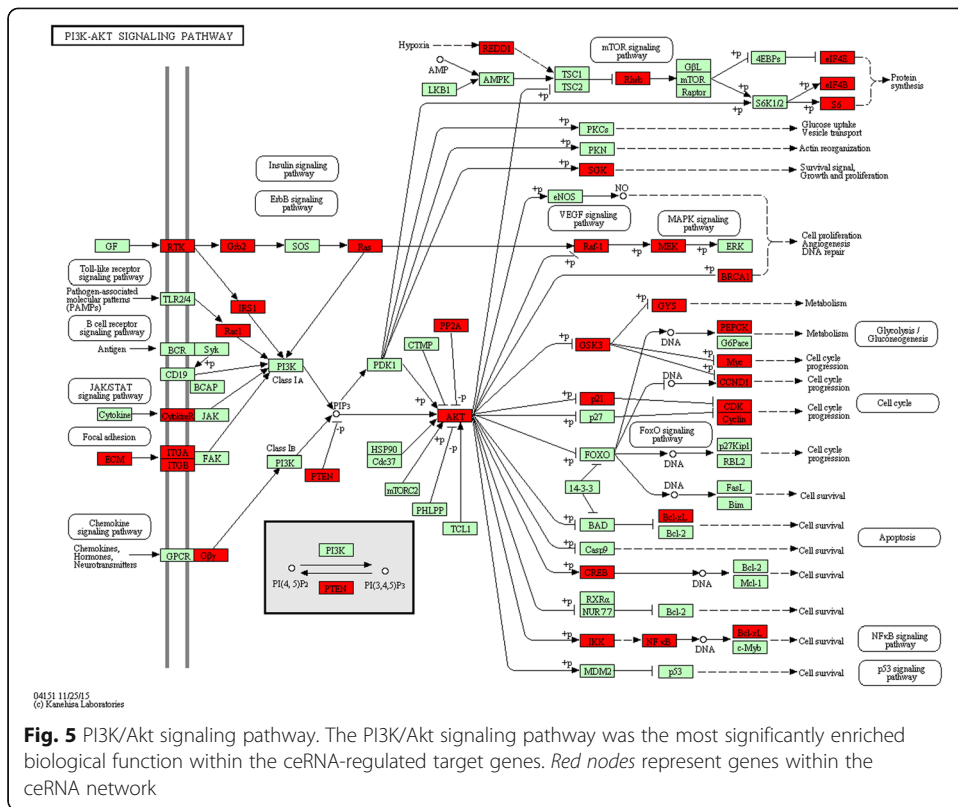 PI3K-AKT SIGNALING PATHWAY
Hypoxia
REDD1
mTOR signaling
pathway
AMP
LKB1
AMPK
TSC1
TSC2
Rheb
GβL
mTOR
Raptor
4EBPs
eIF4E
eIF4B
S6K1/2
S6
Protein
synthesis
+p
+p
+p
+p
+p
+p
PKCs
Glucose uptake
Vesicle transport
+p
PKN
Actin reorganization
+p
SGK
Survival signal,
Growth and proliferation
Insulin signaling
pathway
ErbB signaling
pathway
+p
eNOS
NO
VEGF signaling
pathway
MAPK signaling
pathway
GF
RTK
Grb2
SOS
Ras
Raf-1
MEK
ERK
+p
+p
+p
Cell proliferation
Angiogenesis
DNA repair
+p
BRCA1
Toll-like receptor
signaling pathway
Pathogen-associated
molecular patterns
(PAMPs)
TLR2/4
IRS1
Rac1
B cell receptor
signaling pathway
Antigen
BCR
Syk
+p
CD19
BCAP
PI3K
Class IA
PP2A
CTMP
PDK1
GYS
Metabolism
GSK3
+p
DNA
PEPCK
G6Pace
Metabolism
Glycolysis /
Gluconeogenesis
Myc
Cell cycle
progression
CCND1
Cell cycle
progression
DNA
JAK/STAT
signaling pathway
Cytokine
CytokineR
JAK
PIP3
-p
+p
-p
AKT
+p
p21
p27
CDK
Cyclin
Cell cycle
progression
Cell cycle
Focal adhesion
ECM
ITGA
ITGB
FAK
Class IB
PI3K
PTEN
HSP90
Cdc37
+p
-p
mTORC2
PHLPP
TCL1
FoxO signaling
pathway
+p
FOXO
DNA
p27Kip1
RBL2
Cell cycle
progression
14-3-3
DNA
FasL
Bim
Cell survival
+p
BAD
Bcl-xL
Bcl-2
Cell survival
Apoptosis
+p
Casp9
Cell survival
Chemokine
signaling pathway
Chemokines,
Hormones,
Neurotransmitters
GPCR
Gβγ
PI3K
PI(4, 5)P2
PI(3,4,5)P3
PTEN
+p
CREB
DNA
Bcl-2
Mcl-1
Cell survival
+p
RXRα
NUR77
Bcl-2
Cell survival
+p
IKK
NFκB
DNA
Bcl-xL
c-Myb
Cell survival
NFκB signaling
pathway
+p
MDM2
p53
Cell survival
p53 signaling
pathway
04151 11/25/15
(c) Kanehisa Laboratories
Fig. 5 PI3K/Akt signaling pathway. The PI3K/Akt signaling pathway was the most significantly enriched
biological function within the ceRNA-regulated target genes. Red nodes represent genes within the
ceRNA network